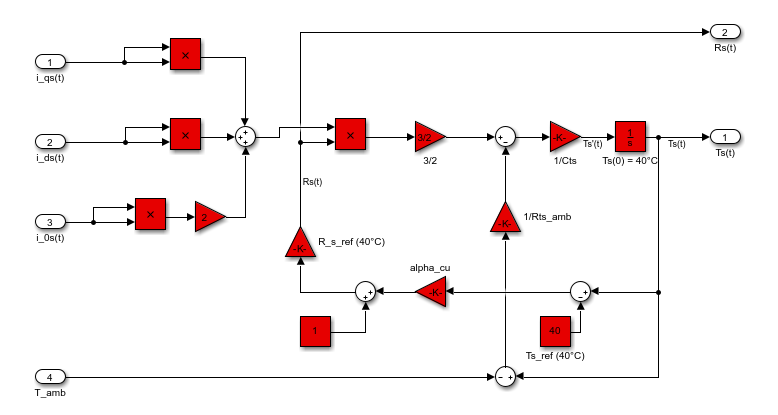 2
Rs(t)
1
i_qs(t)
×
2
i_ds(t)
×
+
+
+
×
3/2
3/2
+
−
-K-
1/Cts
Ts'(t)
1
s
Ts(0) = 40°C
Ts(t)
1
Ts(t)
Rs(t)
3
i_0s(t)
×
2
-K-
1/Rts_amb
-K-
R_s_ref (40°C)
alpha_cu
-K-
+
+
+
−
1
40
Ts_ref (40°C)
4
T_amb
− +